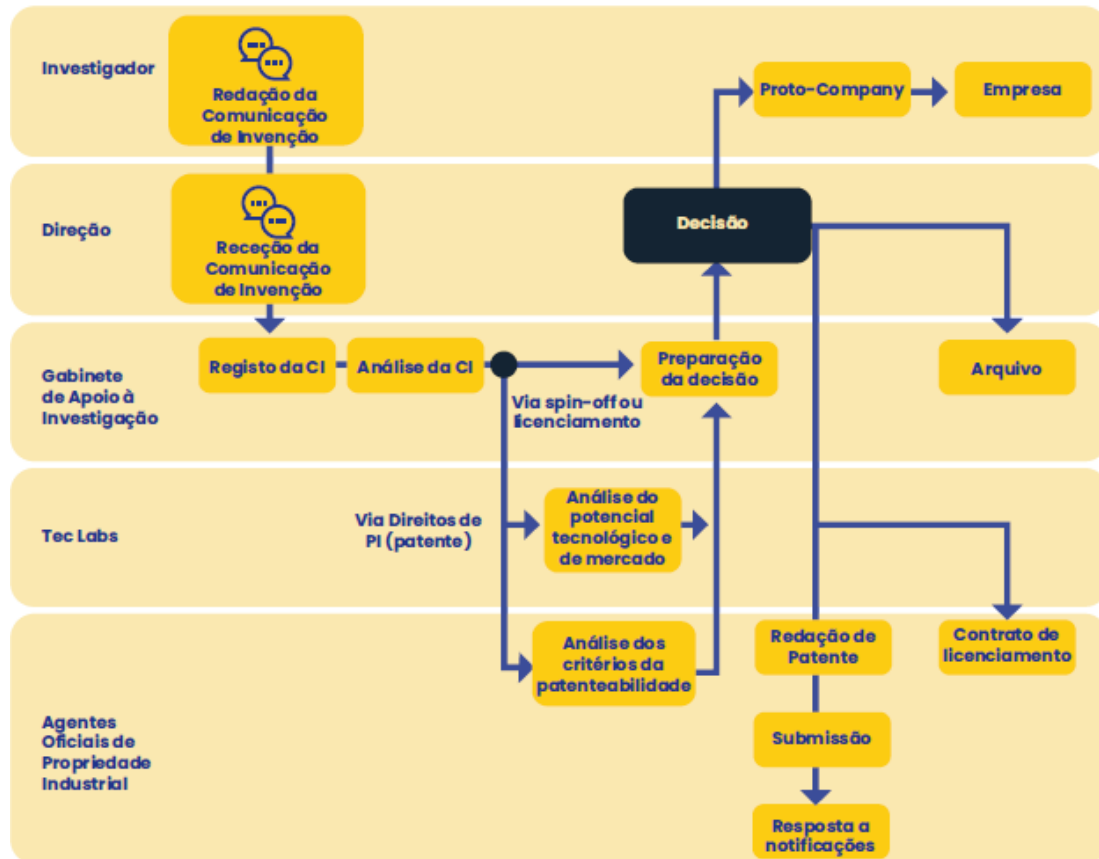 Investigador
Redação da
Comunicação
de Invenção
Proto-Company
Empresa
Direção
Receção da
Comunicação
de Invenção
Decisão
Gabinete
de Apoio à
Investigação
Registo da CI
Análise da CI
Via spin-off ou
licenciamento
Preparação
da decisão
Arquivo
Tec Labs
Via Direitos de
PI (patente)
Análise do
potencial
tecnológico e
de mercado
Agentes
Oficiais de
Propriedade
Industrial
Análise dos
critérios da
patenteabilidade
Redação de
Patente
Contrato de
licenciamento
Submissão
Resposta a
notificações